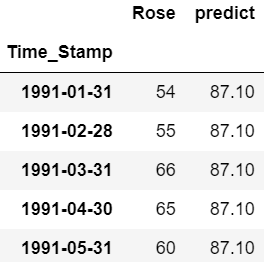 Rose predict
Time_Stamp
1991-01-31 54 87.10
1991-02-28 55 87.10
1991-03-31 66 87.10
1991-04-30 65 87.10
1991-05-31 60 87.10